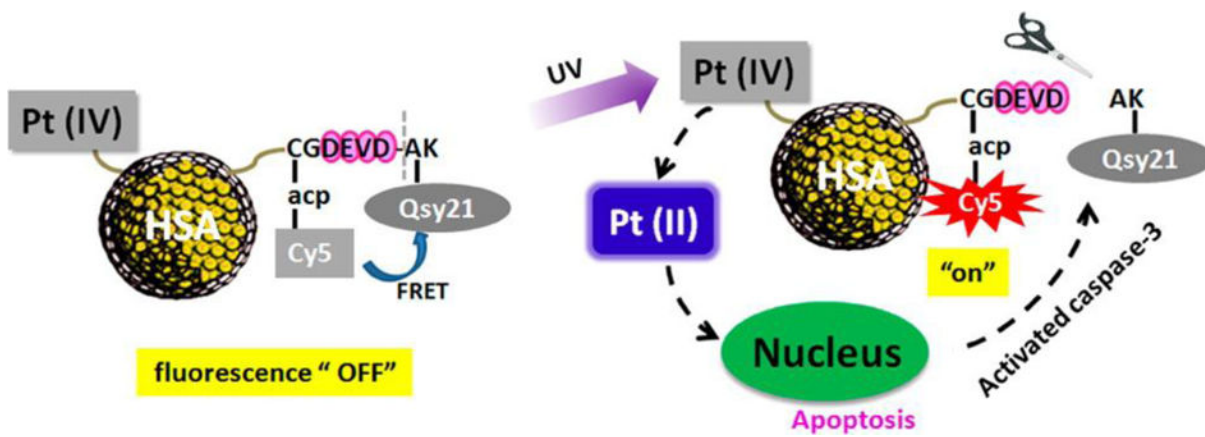 Pt (IV)
CGDEVD-AK
HSA
acp
Qsy21
Cy5
FRET
fluorescence “ OFF”
UV
Pt (IV)
CGDEVD
AK
HSA
acp
Qsy21
Cy5
Pt (II)
“on”
Activated caspase-3
Nucleus
Apoptosis